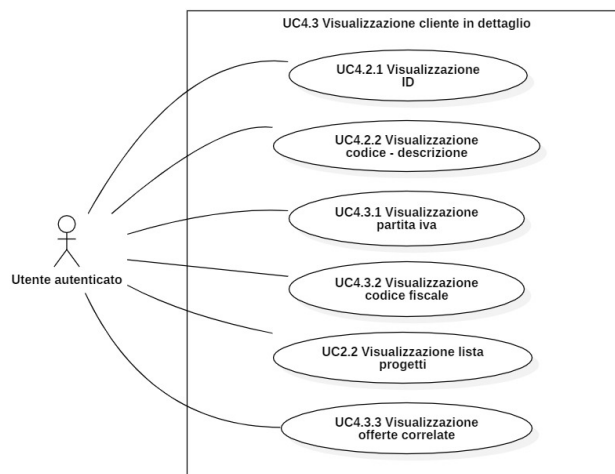 UC4.3 Visualizzazione cliente in dettaglio
UC4.2.1 Visualizzazione
ID
UC4.2.2 Visualizzazione
codice - descrizione
UC4.3.1 Visualizzazione
partita iva
Utente autenticato
UC4.3.2 Visualizzazione
codice fiscale
UC2.2 Visualizzazione lista
progetti
UC4.3.3 Visualizzazione
offerte correlate